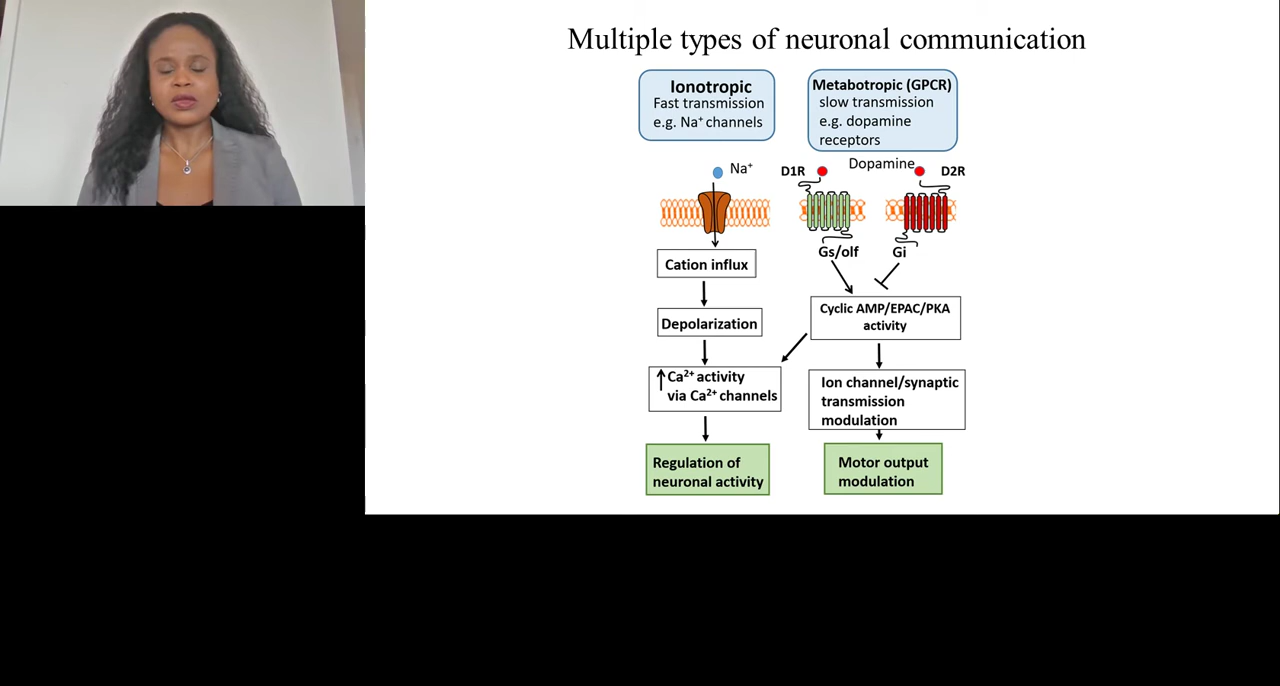 Multiple types of neuronal communication
Ionotropic
Fast transmission
e.g. Na⁺ channels
Metabotropic (GPCR)
slow transmission
e.g. dopamine
receptors
Na⁺
D1R
Dopamine
D2R
Gs/olf
Gi
Cation influx
Depolarization
↑ Ca²⁺ activity
via Ca²⁺ channels
Regulation of
neuronal activity
Cyclic AMP/EPAC/PKA
activity
Ion channel/synaptic
transmission
modulation
Motor output
modulation